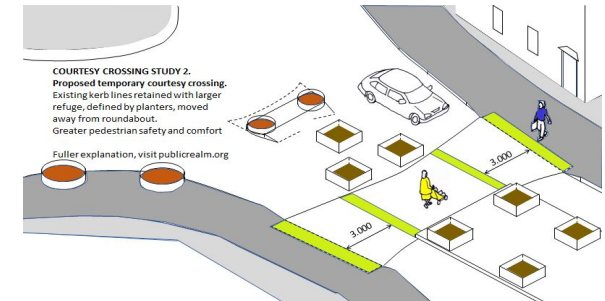 COURTESY CROSSING STUDY 2.
Proposed temporary courtesy crossing.
Existing kerb lines retained with larger
refuge, defined by planters, moved
away from roundabout.
Greater pedestrian safety and comfort
Fuller explanation, visit publicrealm.org
3.000
3.000